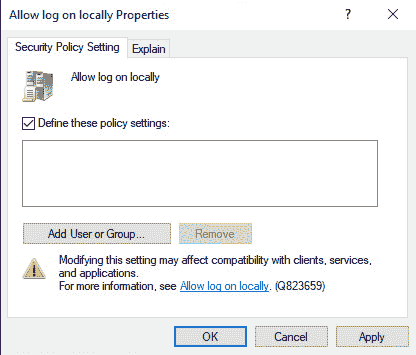 Allow log on locally Properties
?
Security Policy Setting
Explain
Allow log on locally
Define these policy settings:
Add User or Group...
Remove
Modifying this setting may affect compatibility with clients, services,
and applications.
For more information, see Allow log on locally. (Q823659)
OK
Cancel
Apply